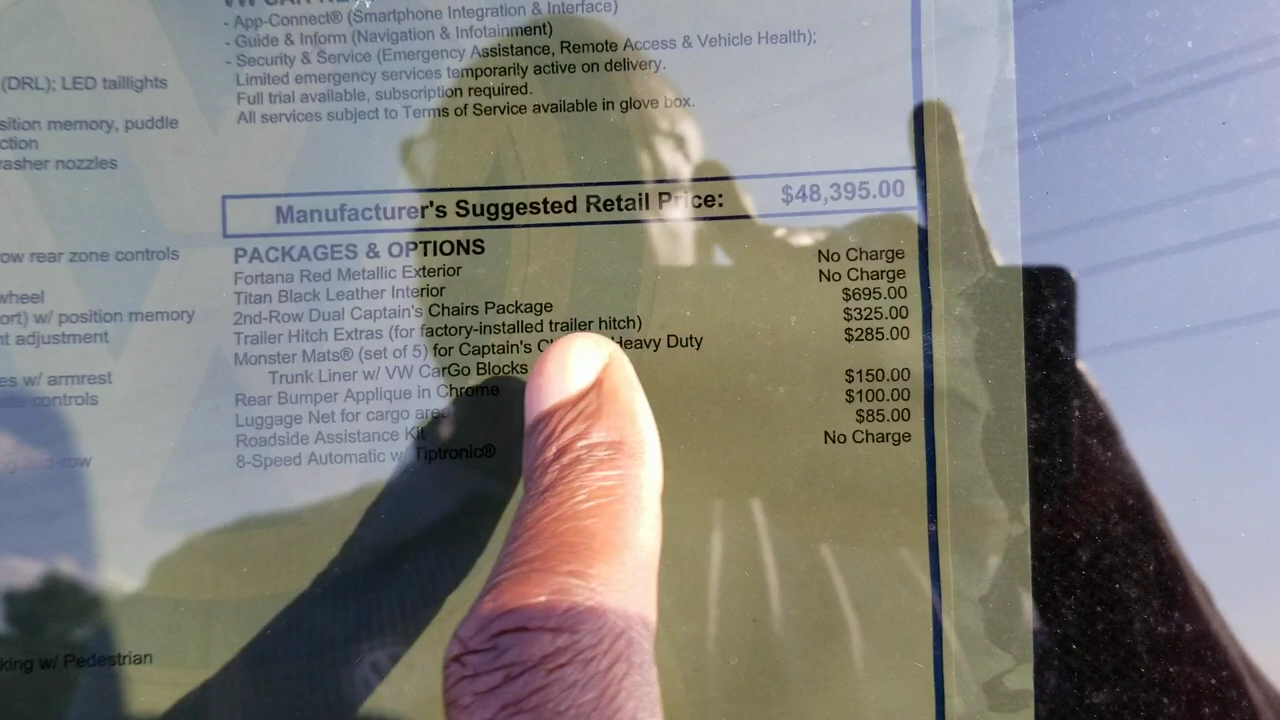 - App-Connect® (Smartphone Integration & Interface)
- Guide & Inform (Navigation & Infotainment)
- Security & Service (Emergency Assistance, Remote Access & Vehicle Health);
Limited emergency services temporarily active on delivery.
Full trial available, subscription required.
All services subject to Terms of Service available in glove box.
(DRL); LED taillights
sition memory, puddle
ction
washer nozzles
ow rear zone controls
wheel
ort) w/ position memory
nt adjustment
es w/ armrest
controls
king w/ Pedestrian
Manufacturer's Suggested Retail Price: $48,395.00
PACKAGES & OPTIONS
Fortana Red Metallic Exterior No Charge
Titan Black Leather Interior No Charge
2nd-Row Dual Captain's Chairs Package $695.00
Trailer Hitch Extras (for factory-installed trailer hitch) $325.00
Monster Mats® (set of 5) for Captain's Heavy Duty $285.00
Trunk Liner w/ VW CarGo Blocks
Rear Bumper Applique in Chrome $150.00
Luggage Net for cargo area $100.00
Roadside Assistance Kit $85.00
8-Speed Automatic w/ Tiptronic® No Charge